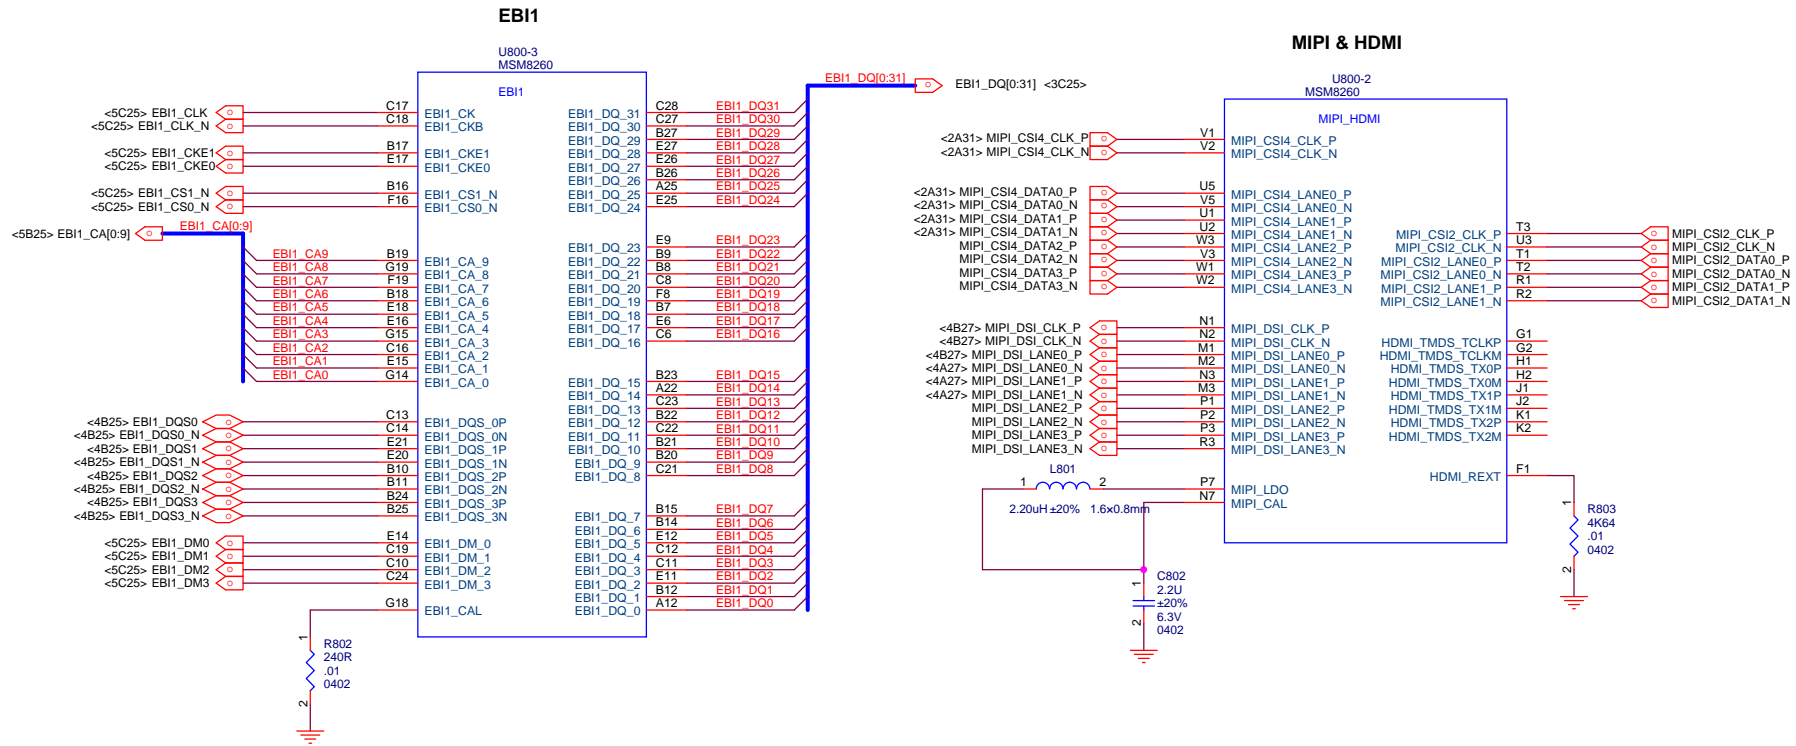 EBI1
U800-3
MSM8260
EBI1
<5C25> EBI1_CLK C17 EBI1_CK
<5C25> EBI1_CLK_N C18 EBI1_CKB
<5C25> EBI1_CKE1 B17 EBI1_CKE1
<5C25> EBI1_CKE0 E17 EBI1_CKE0
<5C25> EBI1_CS1_N B16 EBI1_CS1_N
<5C25> EBI1_CS0_N F16 EBI1_CS0_N
<5B25> EBI1_CA[0:9] EBI1_CA[0:9]
EBI1_CA9 B19 EBI1_CA_9
EBI1_CA8 G19 EBI1_CA_8
EBI1_CA7 F19 EBI1_CA_7
EBI1_CA6 B18 EBI1_CA_6
EBI1_CA5 E18 EBI1_CA_5
EBI1_CA4 E16 EBI1_CA_4
EBI1_CA3 G15 EBI1_CA_3
EBI1_CA2 C16 EBI1_CA_2
EBI1_CA1 E15 EBI1_CA_1
EBI1_CA0 G14 EBI1_CA_0
<4B25> EBI1_DQS0 C13 EBI1_DQS_0P
<4B25> EBI1_DQS0_N C14 EBI1_DQS_0N
<4B25> EBI1_DQS1 E21 EBI1_DQS_1P
<4B25> EBI1_DQS1_N E20 EBI1_DQS_1N
<4B25> EBI1_DQS2 B10 EBI1_DQS_2P
<4B25> EBI1_DQS2_N B11 EBI1_DQS_2N
<4B25> EBI1_DQS3 B24 EBI1_DQS_3P
<4B25> EBI1_DQS3_N B25 EBI1_DQS_3N
<5C25> EBI1_DM0 E14 EBI1_DM_0
<5C25> EBI1_DM1 C19 EBI1_DM_1
<5C25> EBI1_DM2 C10 EBI1_DM_2
<5C25> EBI1_DM3 C24 EBI1_DM_3
G18 EBI1_CAL
1
R802
240R
.01
0402
2
EBI1_DQ[0:31] EBI1_DQ[0:31] <3C25>
EBI1_DQ_31 C28 EBI1_DQ31
EBI1_DQ_30 C27 EBI1_DQ30
EBI1_DQ_29 B27 EBI1_DQ29
EBI1_DQ_28 E27 EBI1_DQ28
EBI1_DQ_27 E26 EBI1_DQ27
EBI1_DQ_26 B26 EBI1_DQ26
EBI1_DQ_25 A25 EBI1_DQ25
EBI1_DQ_24 E25 EBI1_DQ24
EBI1_DQ_23 E9 EBI1_DQ23
EBI1_DQ_22 B9 EBI1_DQ22
EBI1_DQ_21 B8 EBI1_DQ21
EBI1_DQ_20 C8 EBI1_DQ20
EBI1_DQ_19 F8 EBI1_DQ19
EBI1_DQ_18 B7 EBI1_DQ18
EBI1_DQ_17 E6 EBI1_DQ17
EBI1_DQ_16 C6 EBI1_DQ16
EBI1_DQ_15 B23 EBI1_DQ15
EBI1_DQ_14 A22 EBI1_DQ14
EBI1_DQ_13 C23 EBI1_DQ13
EBI1_DQ_12 B22 EBI1_DQ12
EBI1_DQ_11 C22 EBI1_DQ11
EBI1_DQ_10 B21 EBI1_DQ10
EBI1_DQ_9 B20 EBI1_DQ9
EBI1_DQ_8 C21 EBI1_DQ8
EBI1_DQ_7 B15 EBI1_DQ7
EBI1_DQ_6 B14 EBI1_DQ6
EBI1_DQ_5 E12 EBI1_DQ5
EBI1_DQ_4 C12 EBI1_DQ4
EBI1_DQ_3 C11 EBI1_DQ3
EBI1_DQ_2 E11 EBI1_DQ2
EBI1_DQ_1 B12 EBI1_DQ1
EBI1_DQ_0 A12 EBI1_DQ0
MIPI & HDMI
U800-2
MSM8260
MIPI_HDMI
<2A31> MIPI_CSI4_CLK_P V1 MIPI_CSI4_CLK_P
<2A31> MIPI_CSI4_CLK_N V2 MIPI_CSI4_CLK_N
<2A31> MIPI_CSI4_DATA0_P U5 MIPI_CSI4_LANE0_P
<2A31> MIPI_CSI4_DATA0_N V5 MIPI_CSI4_LANE0_N
<2A31> MIPI_CSI4_DATA1_P U1 MIPI_CSI4_LANE1_P
<2A31> MIPI_CSI4_DATA1_N U2 MIPI_CSI4_LANE1_N
MIPI_CSI4_DATA2_P W3 MIPI_CSI4_LANE2_P
MIPI_CSI4_DATA2_N V3 MIPI_CSI4_LANE2_N
MIPI_CSI4_DATA3_P W1 MIPI_CSI4_LANE3_P
MIPI_CSI4_DATA3_N W2 MIPI_CSI4_LANE3_N
<4B27> MIPI_DSI_CLK_P N1 MIPI_DSI_CLK_P
<4B27> MIPI_DSI_CLK_N N2 MIPI_DSI_CLK_N
<4B27> MIPI_DSI_LANE0_P M1 MIPI_DSI_LANE0_P
<4A27> MIPI_DSI_LANE0_N M2 MIPI_DSI_LANE0_N
<4A27> MIPI_DSI_LANE1_P N3 MIPI_DSI_LANE1_P
<4A27> MIPI_DSI_LANE1_N M3 MIPI_DSI_LANE1_N
MIPI_DSI_LANE2_P P1 MIPI_DSI_LANE2_P
MIPI_DSI_LANE2_N P2 MIPI_DSI_LANE2_N
MIPI_DSI_LANE3_P P3 MIPI_DSI_LANE3_P
MIPI_DSI_LANE3_N R3 MIPI_DSI_LANE3_N
L801
1 2 P7 MIPI_LDO
N7 MIPI_CAL
2.20uH ±20% 1.6×0.8mm
1
C802
2.2U
±20%
6.3V
0402
2
MIPI_CSI2_CLK_P T3 MIPI_CSI2_CLK_P
MIPI_CSI2_CLK_N U3 MIPI_CSI2_CLK_N
MIPI_CSI2_LANE0_P T1 MIPI_CSI2_DATA0_P
MIPI_CSI2_LANE0_N T2 MIPI_CSI2_DATA0_N
MIPI_CSI2_LANE1_P R1 MIPI_CSI2_DATA1_P
MIPI_CSI2_LANE1_N R2 MIPI_CSI2_DATA1_N
HDMI_TMDS_TCLKP G1
HDMI_TMDS_TCLKM G2
HDMI_TMDS_TX0P H1
HDMI_TMDS_TX0M H2
HDMI_TMDS_TX1P J1
HDMI_TMDS_TX1M J2
HDMI_TMDS_TX2P K1
HDMI_TMDS_TX2M K2
HDMI_REXT F1
1
R803
4K64
.01
0402
2